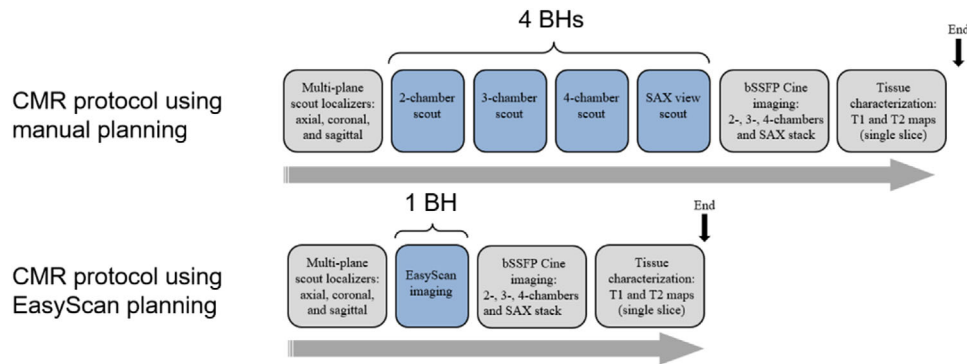 4 BHs
End
CMR protocol using
manual planning
Multi-plane
scout localizers:
axial, coronal,
and sagittal
2-chamber
scout
3-chamber
scout
4-chamber
scout
SAX view
scout
bSSFP Cine
imaging:
2-, 3-, 4-chambers
and SAX stack
Tissue
characterization:
T1 and T2 maps
(single slice)
1 BH
End
CMR protocol using
EasyScan planning
Multi-plane
scout localizers:
axial, coronal,
and sagittal
EasyScan
imaging
bSSFP Cine
imaging:
2-, 3-, 4-chambers
and SAX stack
Tissue
characterization:
T1 and T2 maps
(single slice)